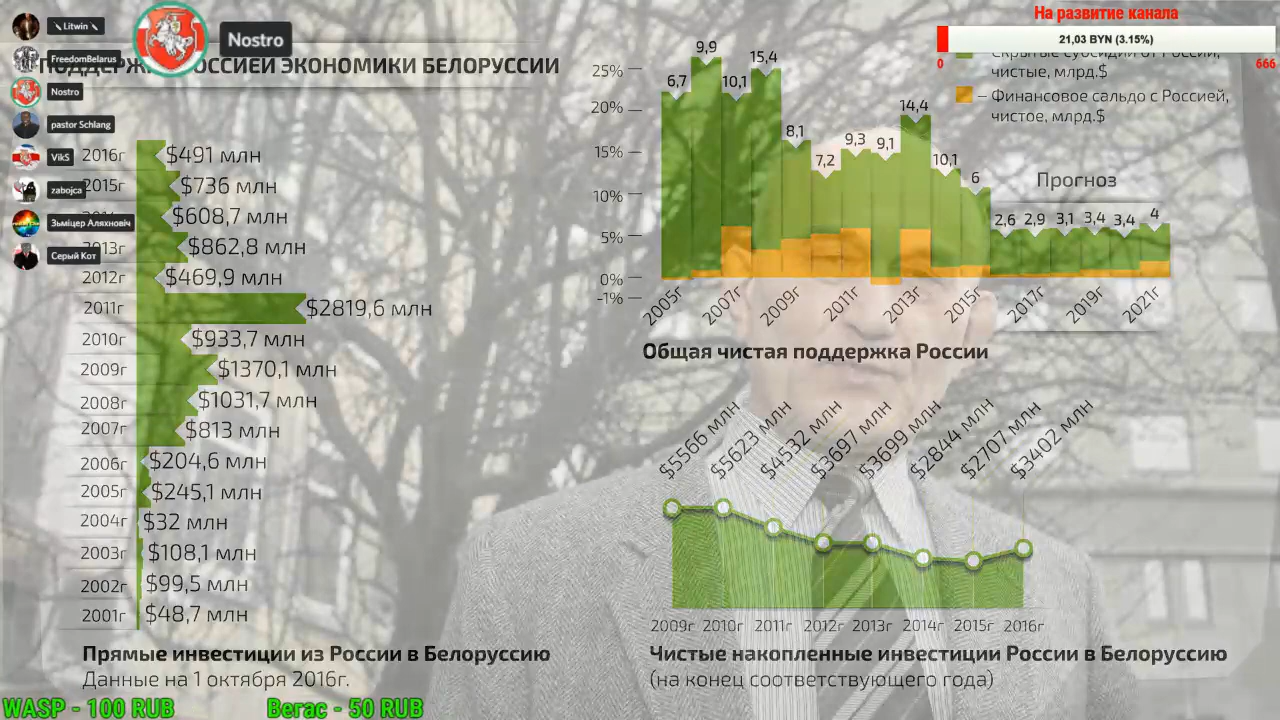 Litwin
FreedomBelarus
Nostro
pastor Schlang
VikS
zabojca
Зьміцер Аляхновіч
Серый Кот
Nostro
РОССИЕЙ ЭКОНОМИКИ БЕЛОРУССИИ
На развитие канала
21,03 BYN (3.15%)
0 666
2016г $491 млн
2015г $736 млн
$608,7 млн
2013г $862,8 млн
2012г $469,9 млн
2011г $2819,6 млн
2010г $933,7 млн
2009г $1370,1 млн
2008г $1031,7 млн
2007г $813 млн
2006г $204,6 млн
2005г $245,1 млн
2004г $32 млн
2003г $108,1 млн
2002г $99,5 млн
2001г $48,7 млн
Прямые инвестиции из России в Белоруссию
Данные на 1 октября 2016г.
25%
20%
15%
10%
5%
0%
-1%
6,7 9,9 10,1 15,4 8,1 7,2 9,3 9,1 14,4 10,1 6 2,6 2,9 3,1 3,4 3,4 4
Скрытые субсидии от России,
чистые, млрд.$
– Финансовое сальдо с Россией,
чистое, млрд.$
Прогноз
2005г 2007г 2009г 2011г 2013г 2015г 2017г 2019г 2021г
Общая чистая поддержка России
$5566 млн $5623 млн $4532 млн $3697 млн $3699 млн $2844 млн $2707 млн $3402 млн
2009г 2010г 2011г 2012г 2013г 2014г 2015г 2016г
Чистые накопленные инвестиции России в Белоруссию
(на конец соответствующего года)
WASP - 100 RUB Вегас - 50 RUB